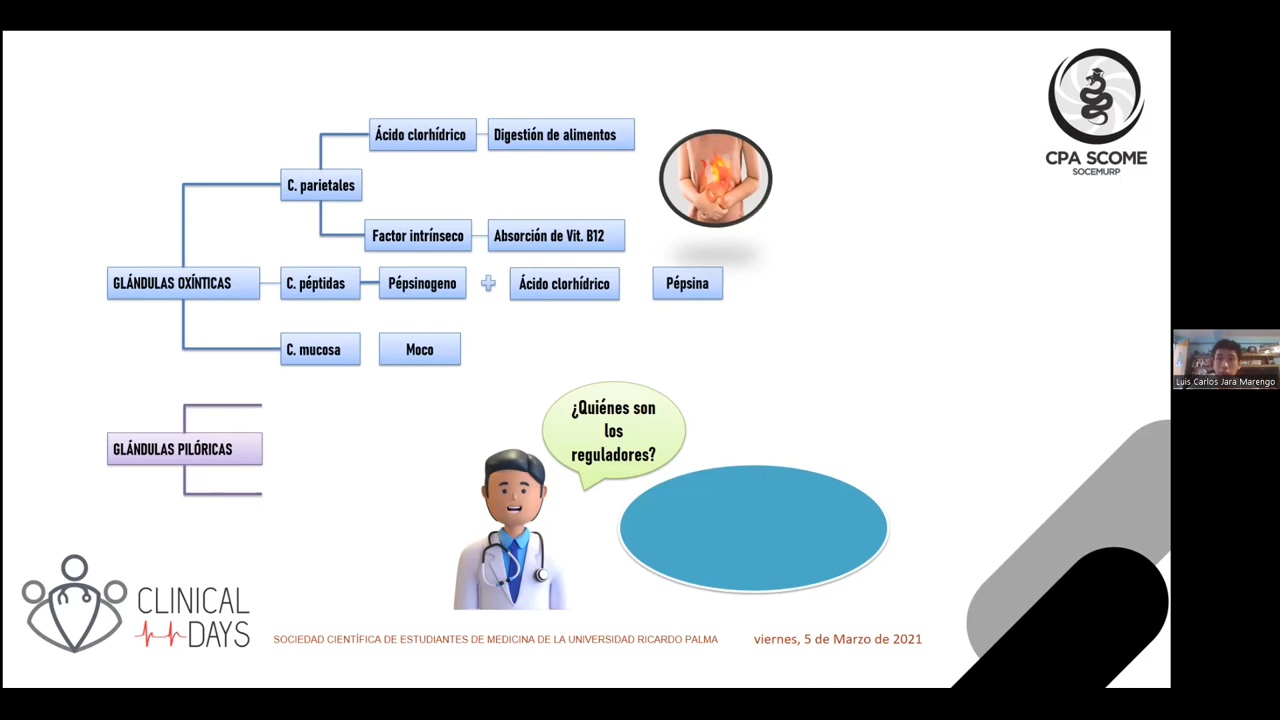 CPA SCOME
SOCEMURP
Ácido clorhídrico
Digestión de alimentos
C. parietales
Factor intrínseco
Absorción de Vit. B12
GLÁNDULAS OXÍNTICAS
C. péptidas
Pépsinogeno
Ácido clorhídrico
Pépsina
C. mucosa
Moco
GLÁNDULAS PILÓRICAS
¿Quiénes son
los
reguladores?
Luis Carlos Jara Marengo
CLINICAL
DAYS
SOCIEDAD CIENTÍFICA DE ESTUDIANTES DE MEDICINA DE LA UNIVERSIDAD RICARDO PALMA
viernes, 5 de Marzo de 2021